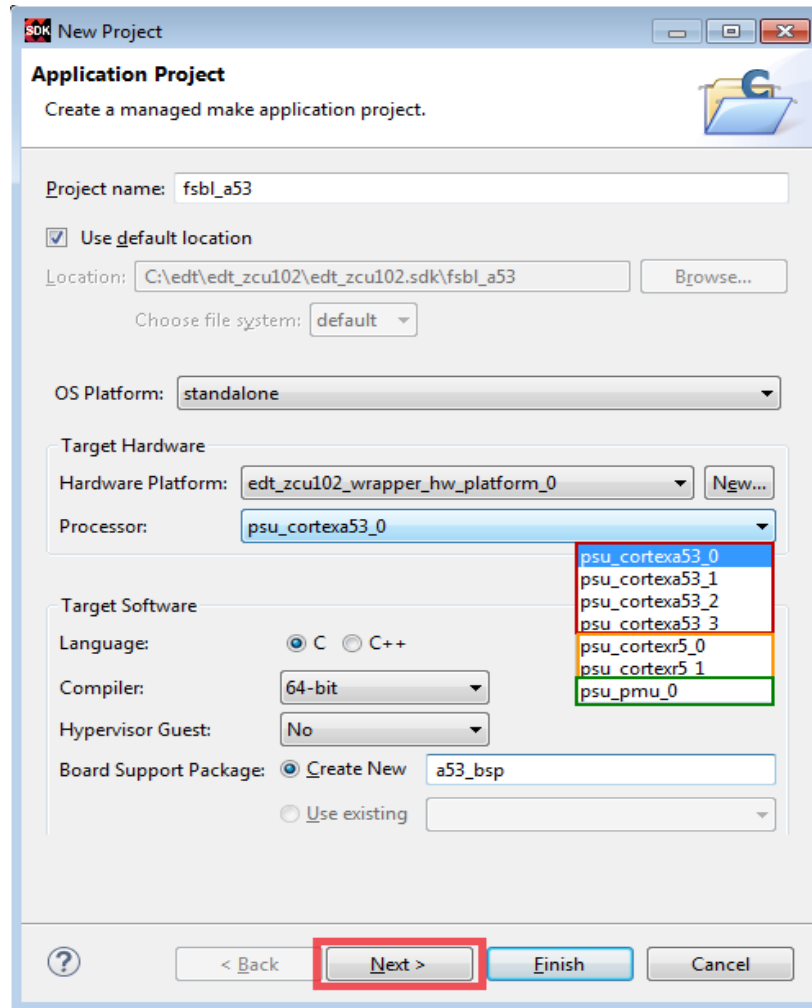 SDK New Project
Application Project
Create a managed make application project.
C
Project name: fsbl_a53
Use default location
Location: C:\edt\edt_zcu102\edt_zcu102.sdk\fsbl_a53 Browse...
Choose file system: default
OS Platform: standalone
Target Hardware
Hardware Platform: edt_zcu102_wrapper_hw_platform_0 New...
Processor: psu_cortexa53_0
psu_cortexa53_0
psu_cortexa53_1
psu_cortexa53_2
psu_cortexa53_3
psu_cortexr5_0
psu_cortexr5_1
psu_pmu_0
Target Software
Language: C C++
Compiler: 64-bit
Hypervisor Guest: No
Board Support Package: Create New a53_bsp
Use existing
? < Back Next > Finish Cancel